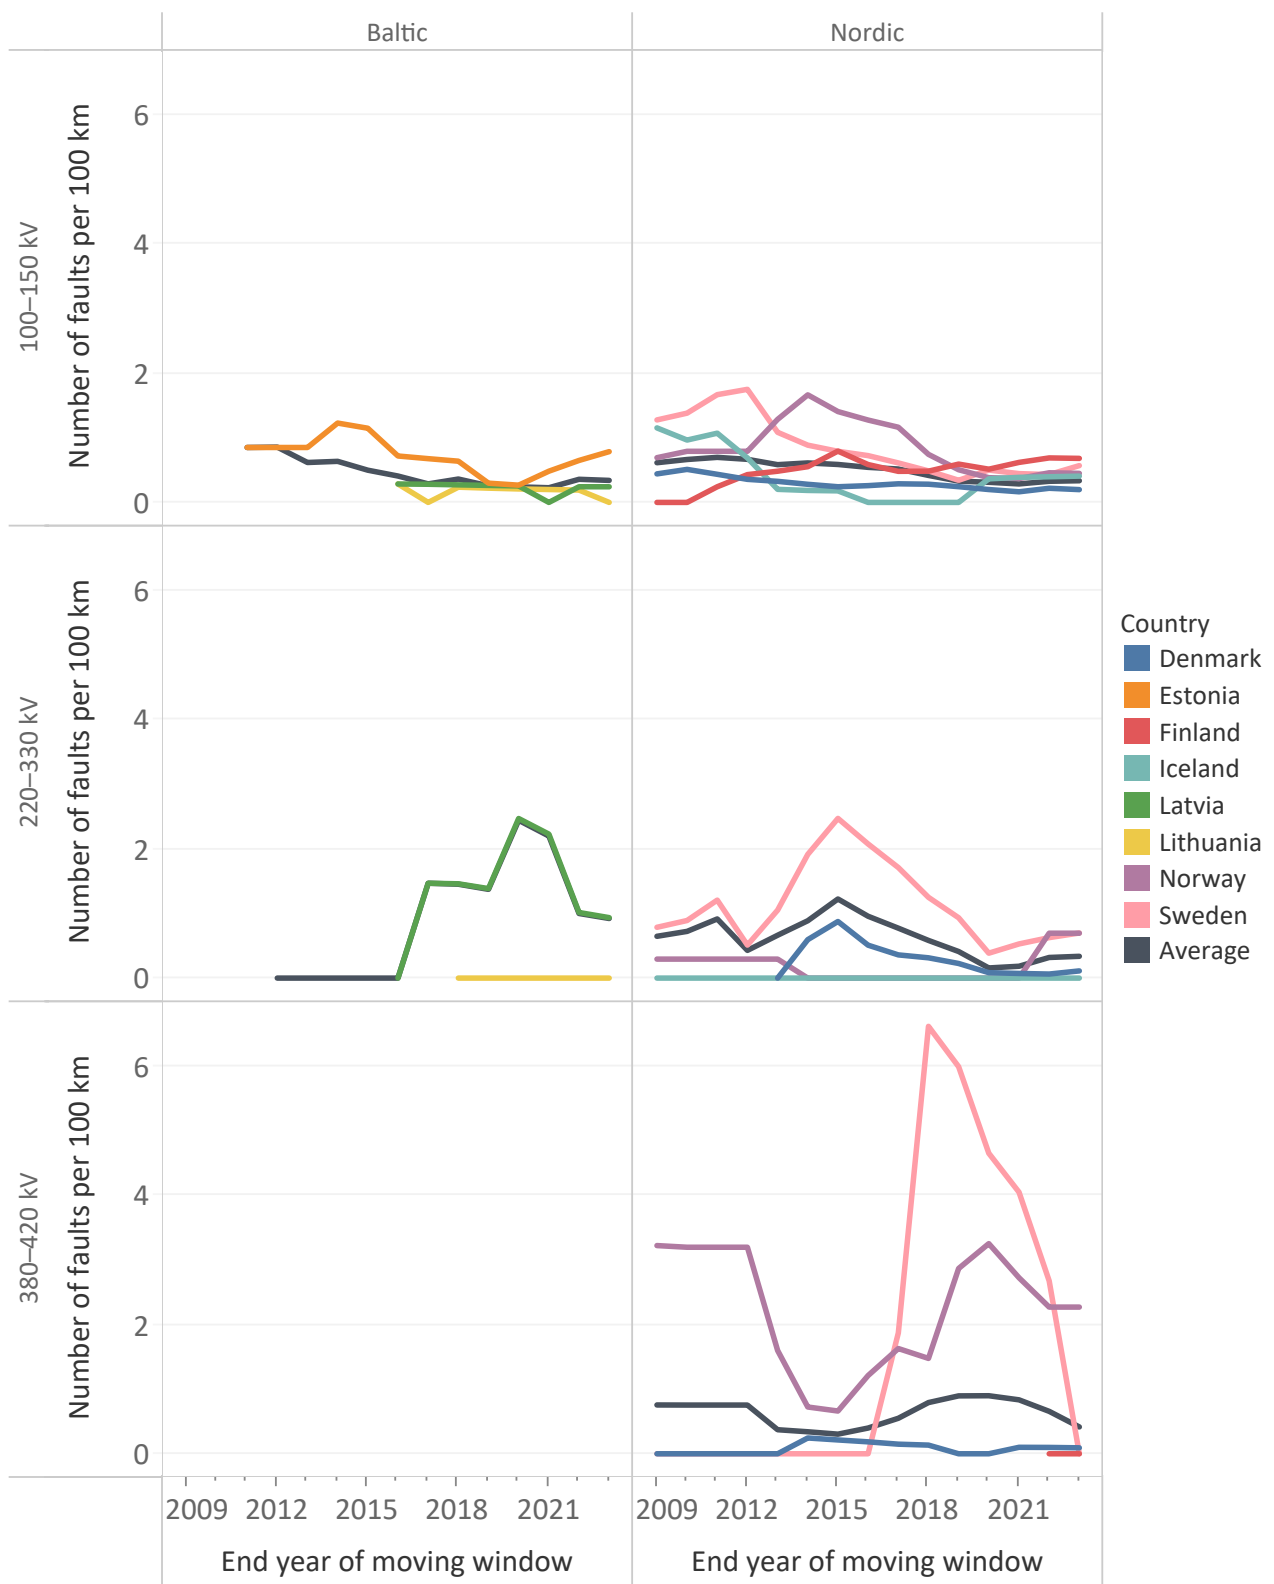 Baltic
Nordic
100–150 kV
Number of faults per 100 km
6
4
2
0
220–330 kV
Number of faults per 100 km
6
4
2
0
380–420 kV
Number of faults per 100 km
6
4
2
0
2009 2012 2015 2018 2021
2009 2012 2015 2018 2021
End year of moving window
End year of moving window
Country
Denmark
Estonia
Finland
Iceland
Latvia
Lithuania
Norway
Sweden
Average